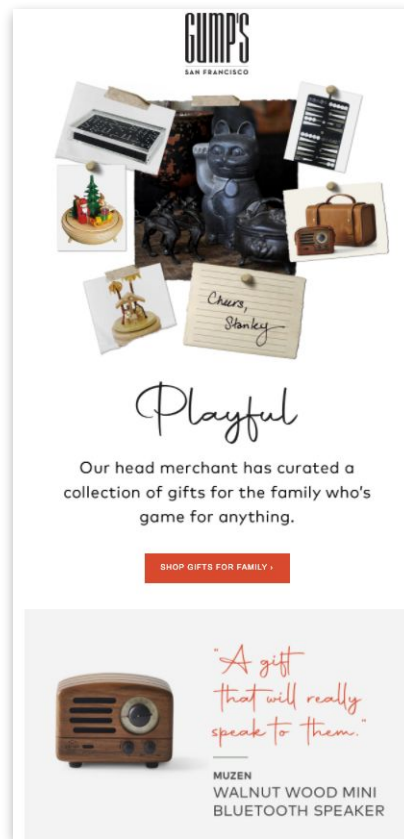 GUMP'S
SAN FRANCISCO
Cheers,
Stanley
Playful
Our head merchant has curated a
collection of gifts for the family who's
game for anything.
SHOP GIFTS FOR FAMILY ›
"A gift
that will really
speak to them."
MUZEN
WALNUT WOOD MINI
BLUETOOTH SPEAKER